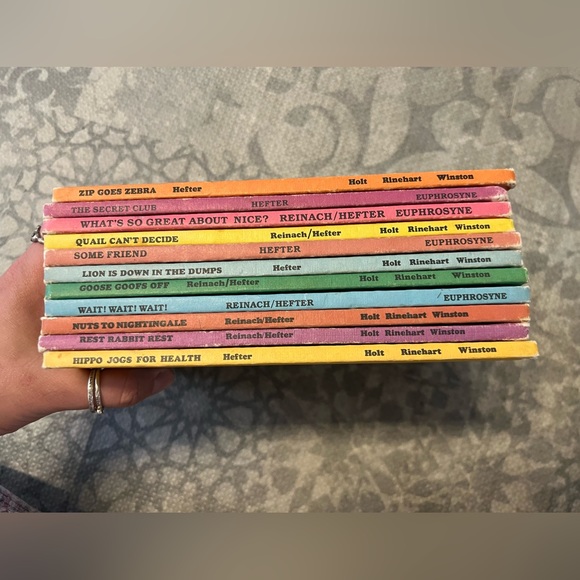 ZIP GOES ZEBRA Hefter Holt Rinehart Winston
THE SECRET CLUB HEFTER EUPHROSYNE
WHAT'S SO GREAT ABOUT NICE? REINACH/HEFTER EUPHROSYNE
QUAIL CAN'T DECIDE Reinach/Hefter Holt Rinehart Winston
SOME FRIEND HEFTER EUPHROSYNE
LION IS DOWN IN THE DUMPS Hefter Holt Rinehart Winston
GOOSE GOOFS OFF Reinach/Hefter Holt Rinehart Winston
WAIT! WAIT! WAIT! REINACH/HEFTER EUPHROSYNE
NUTS TO NIGHTINGALE Reinach/Hefter Holt Rinehart Winston
REST RABBIT REST Reinach/Hefter Holt Rinehart Winston
HIPPO JOGS FOR HEALTH Hefter Holt Rinehart Winston